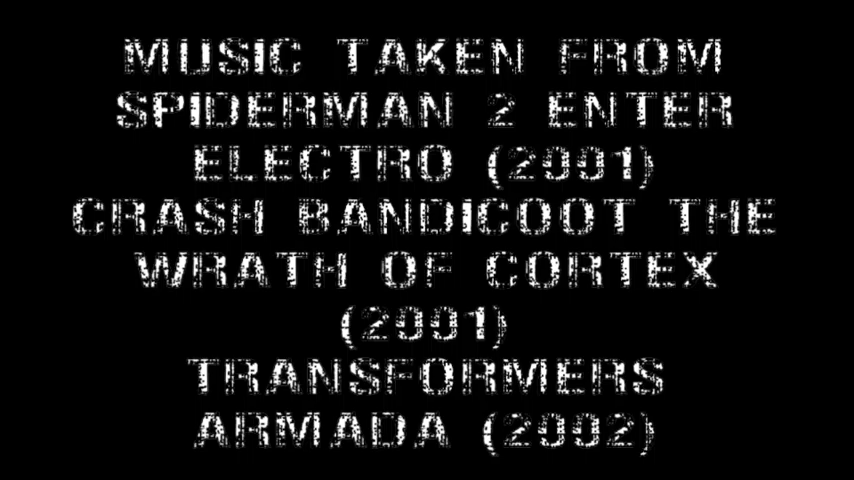 MUSIC TAKEN FROM
SPIDERMAN 2 ENTER
ELECTRO (2001)
CRASH BANDICOOT THE
WRATH OF CORTEX
(2001)
TRANSFORMERS
ARMADA (2002)